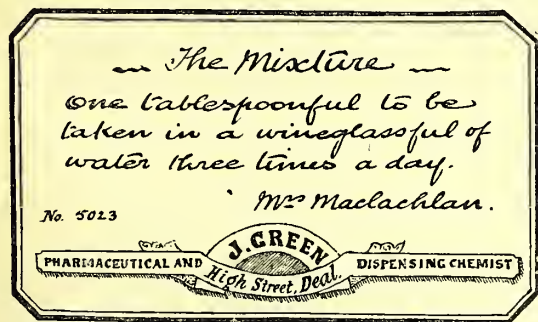 The Mixture
One tablespoonful to be
taken in a wineglassful of
water three times a day.
Mrs Maclachlan.
No. 5023
J. GREEN
PHARMACEUTICAL AND High Street, Deal. DISPENSING CHEMIST